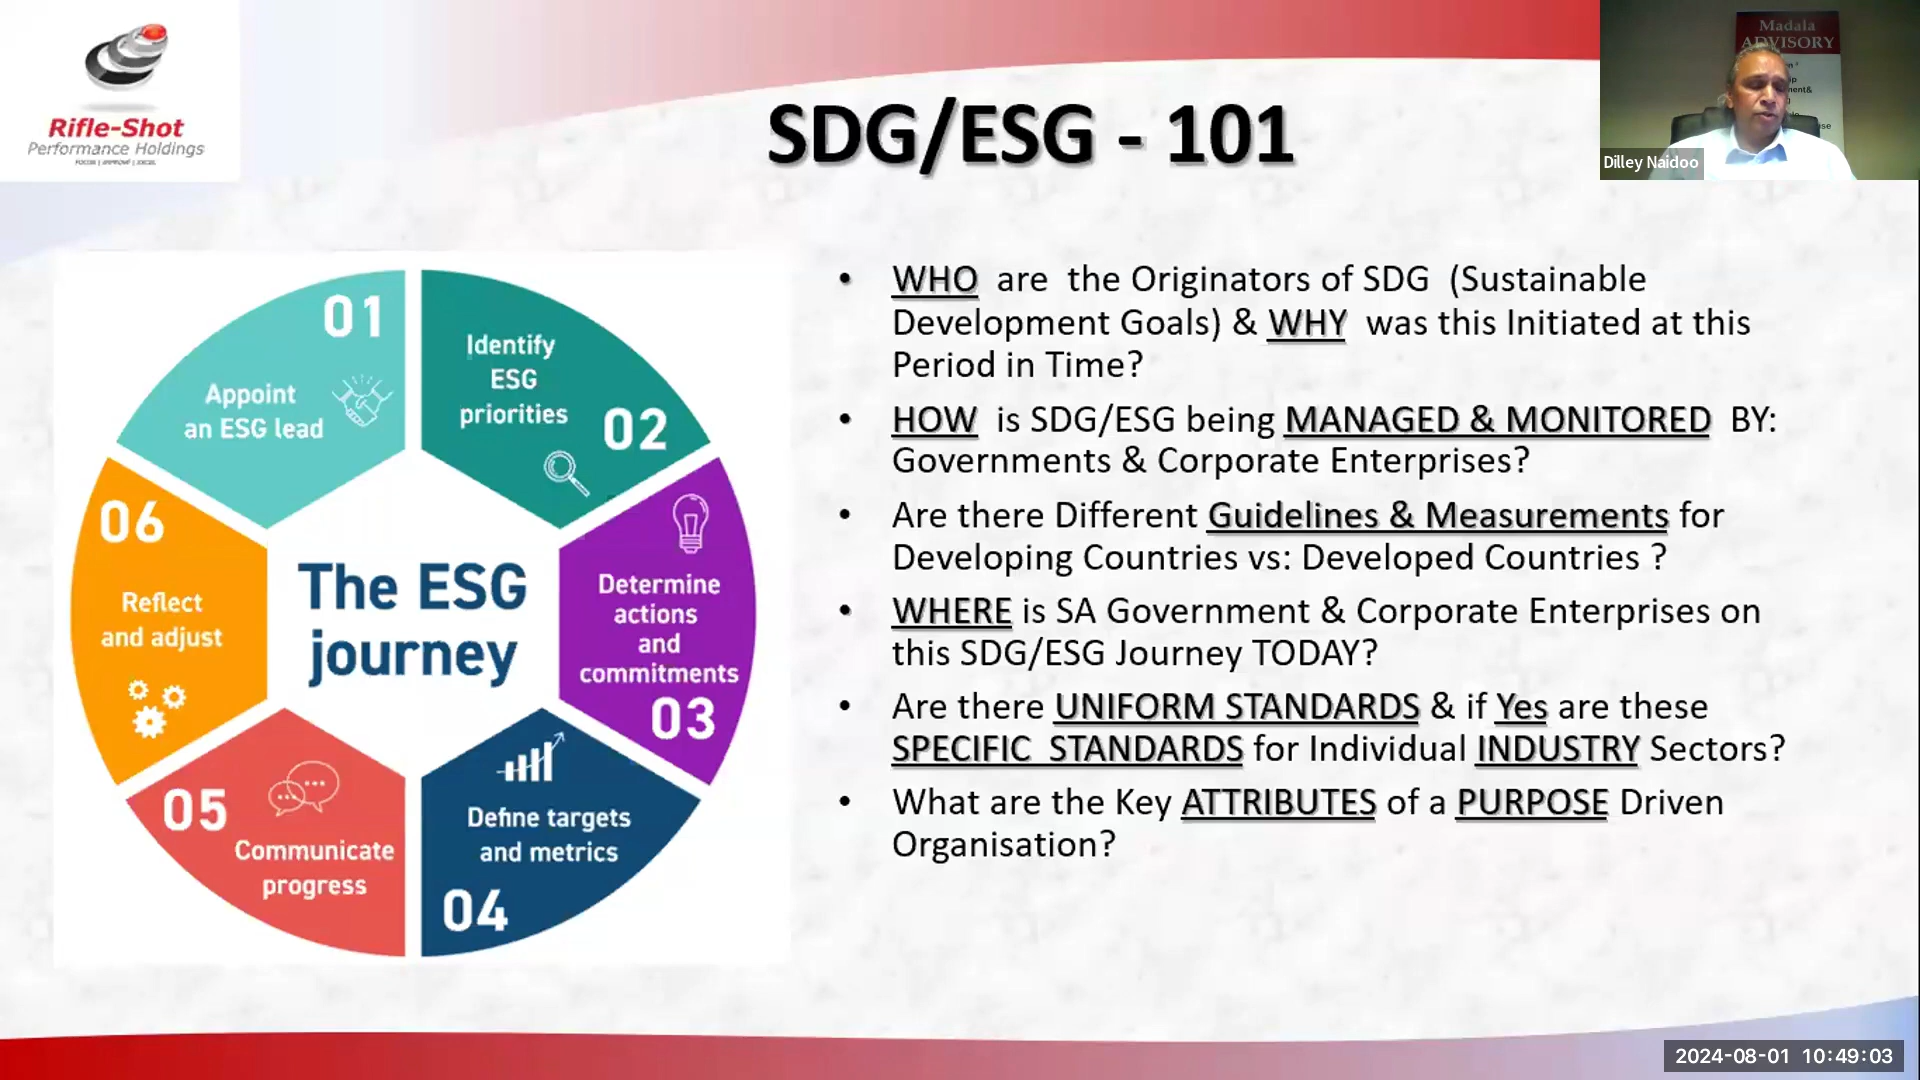 Rifle-Shot
Performance Holdings
FOCUS | IMPROVE | EXCEL
SDG/ESG - 101
Madala
ADVISORY
Dilley Naidoo
01
Appoint
an ESG lead
Identify
ESG
priorities
02
Determine
actions
and
commitments
03
Define targets
and metrics
04
05
Communicate
progress
06
Reflect
and adjust
The ESG
journey
• WHO are the Originators of SDG (Sustainable
Development Goals) & WHY was this Initiated at this
Period in Time?
• HOW is SDG/ESG being MANAGED & MONITORED BY:
Governments & Corporate Enterprises?
• Are there Different Guidelines & Measurements for
Developing Countries vs: Developed Countries ?
• WHERE is SA Government & Corporate Enterprises on
this SDG/ESG Journey TODAY?
• Are there UNIFORM STANDARDS & if Yes are these
SPECIFIC STANDARDS for Individual INDUSTRY Sectors?
• What are the Key ATTRIBUTES of a PURPOSE Driven
Organisation?
2024-08-01 10:49:03